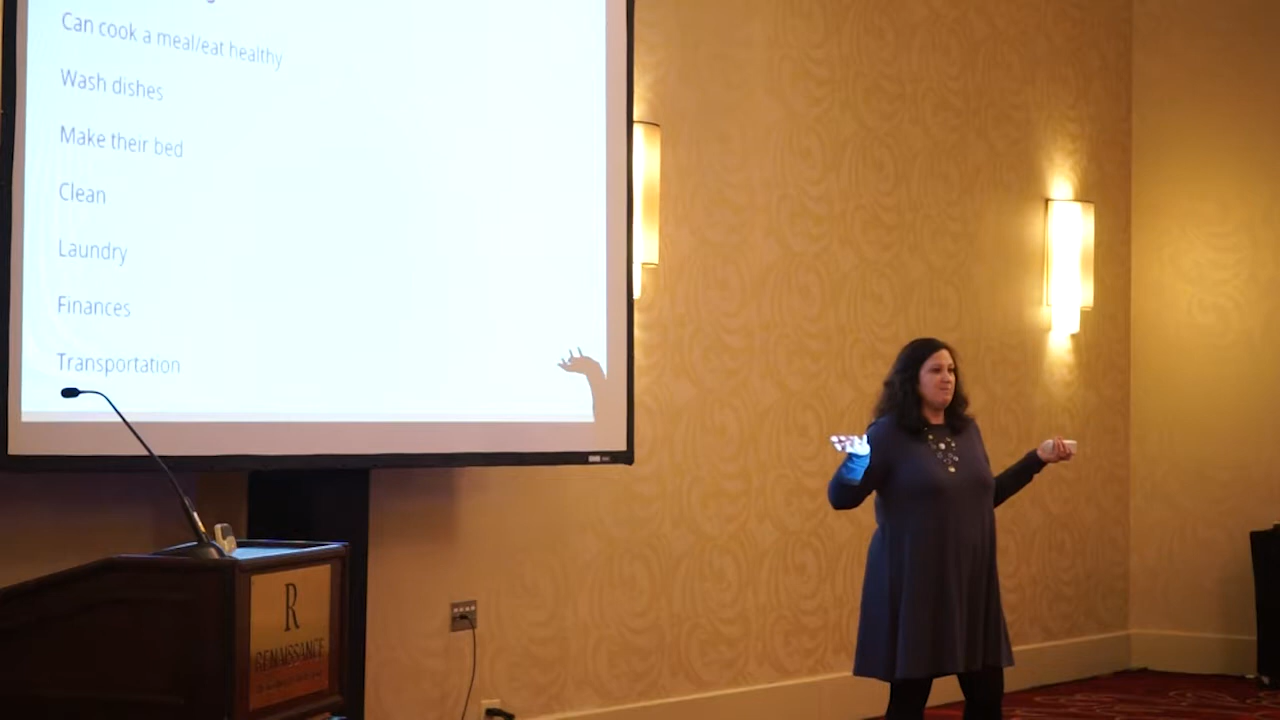 Can cook a meal/eat healthy
Wash dishes
Make their bed
Clean
Laundry
Finances
Transportation
R
RENAISSANCE